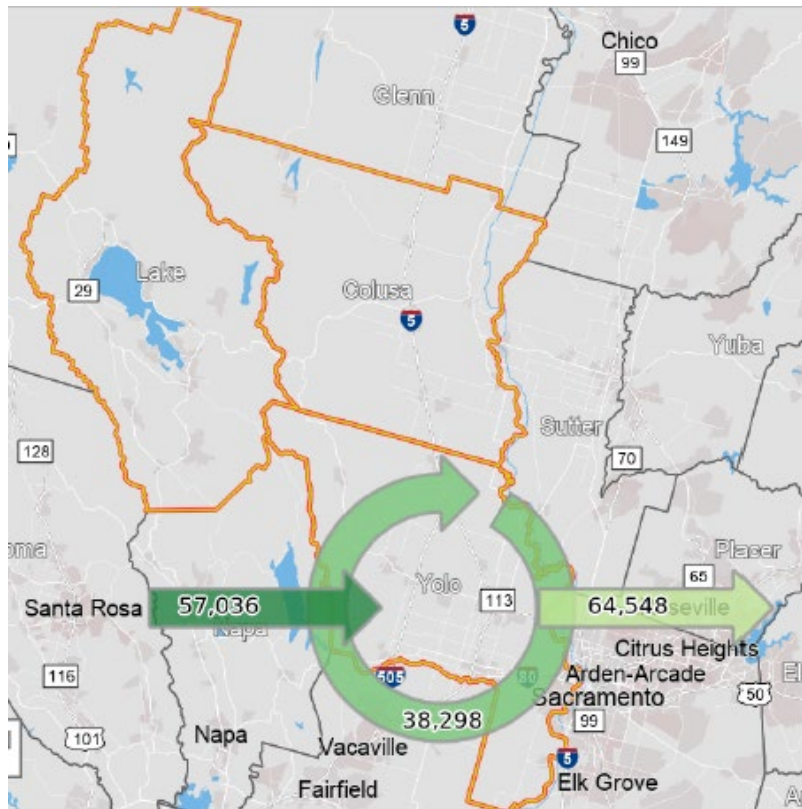 5
Chico
99
Glenn
149
Lake
29
Colusa
5
Yuba
Sutter
128
70
oma
Placer
65
Yolo
113
Santa Rosa
57,036
64,548
Napa
Citrus Heights
116
505
80
Arden-Arcade
El
50
Sacramento
38,298
99
101
Napa
Vacaville
5
Fairfield
Elk Grove